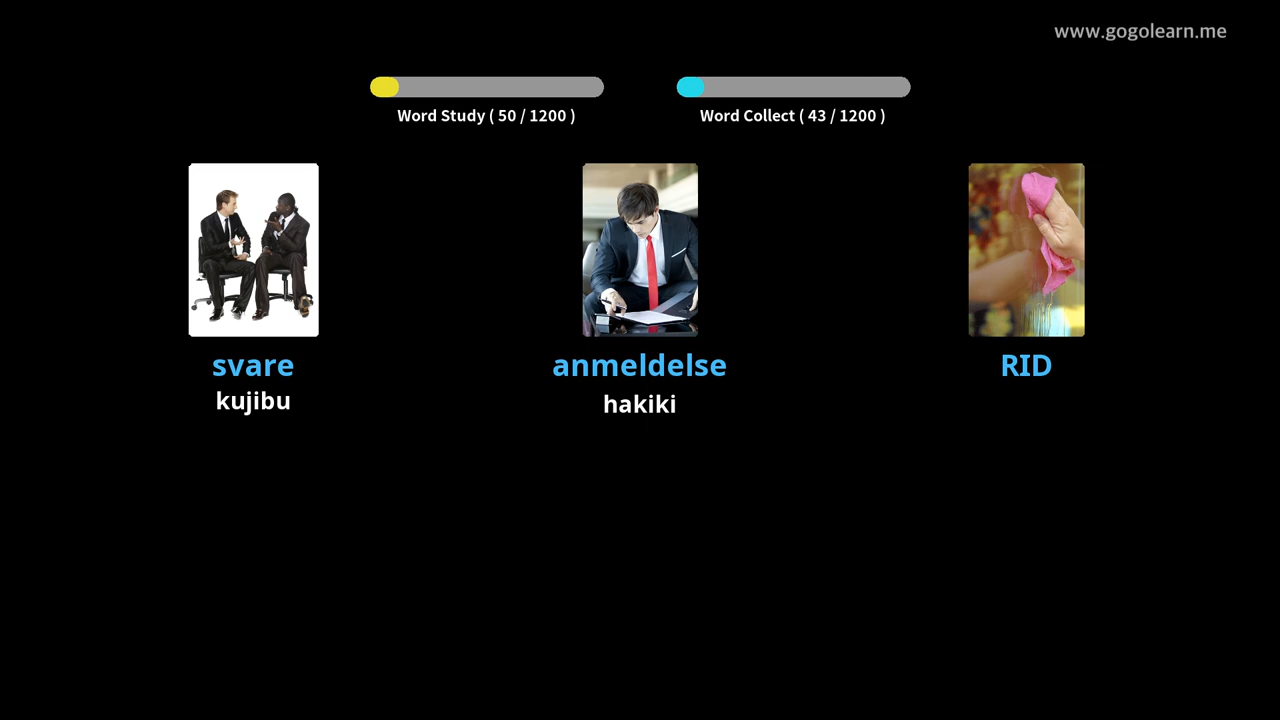 www.gogolearn.me
Word Study ( 50 / 1200 )
Word Collect ( 43 / 1200 )
svare
kujibu
anmeldelse
hakiki
RID